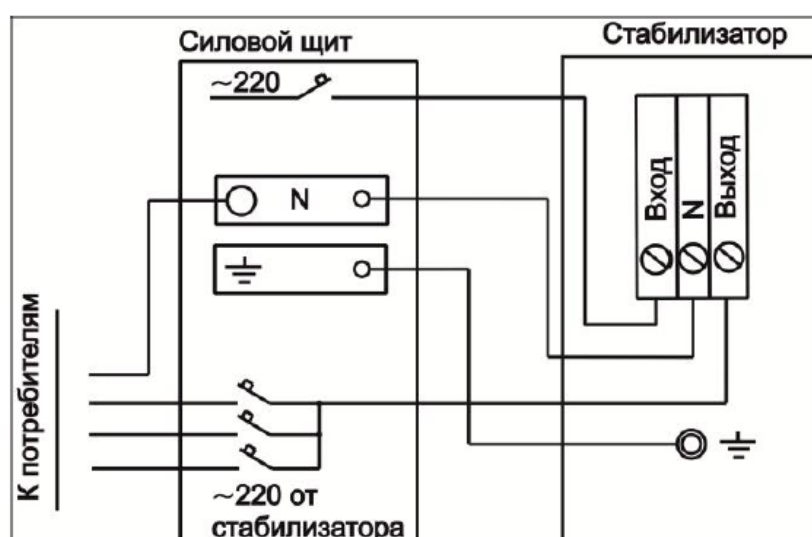 Силовой щит
Стабилизатор
~220
N
Вход
N
Выход
К потребителям
~220 от
стабилизатора